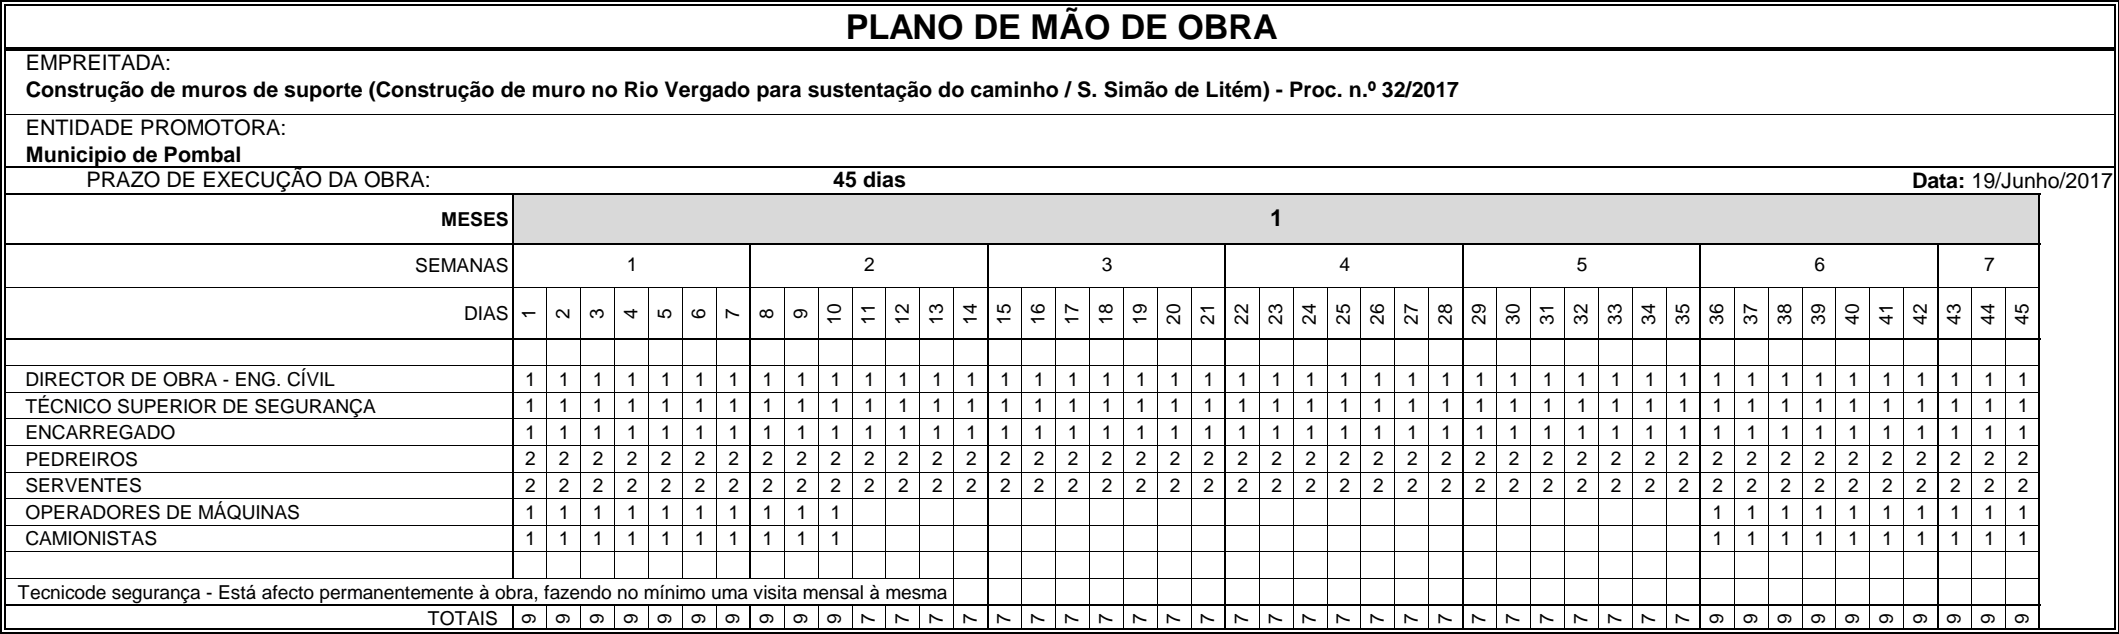 PLANO DE MÃO DE OBRA
EMPREITADA:
Construção de muros de suporte (Construção de muro no Rio Vergado para sustentação do caminho / S. Simão de Litém) - Proc. n.º 32/2017
ENTIDADE PROMOTORA:
Municipio de Pombal
PRAZO DE EXECUÇÃO DA OBRA: 45 dias Data: 19/Junho/2017
MESES 1
SEMANAS 1 2 3 4 5 6 7
DIAS 1 2 3 4 5 6 7 8 9 10 11 12 13 14 15 16 17 18 19 20 21 22 23 24 25 26 27 28 29 30 31 32 33 34 35 36 37 38 39 40 41 42 43 44 45
DIRECTOR DE OBRA - ENG. CÍVIL 1 1 1 1 1 1 1 1 1 1 1 1 1 1 1 1 1 1 1 1 1 1 1 1 1 1 1 1 1 1 1 1 1 1 1 1 1 1 1 1 1 1 1 1 1
TÉCNICO SUPERIOR DE SEGURANÇA 1 1 1 1 1 1 1 1 1 1 1 1 1 1 1 1 1 1 1 1 1 1 1 1 1 1 1 1 1 1 1 1 1 1 1 1 1 1 1 1 1 1 1 1 1
ENCARREGADO 1 1 1 1 1 1 1 1 1 1 1 1 1 1 1 1 1 1 1 1 1 1 1 1 1 1 1 1 1 1 1 1 1 1 1 1 1 1 1 1 1 1 1 1 1
PEDREIROS 2 2 2 2 2 2 2 2 2 2 2 2 2 2 2 2 2 2 2 2 2 2 2 2 2 2 2 2 2 2 2 2 2 2 2 2 2 2 2 2 2 2 2 2 2
SERVENTES 2 2 2 2 2 2 2 2 2 2 2 2 2 2 2 2 2 2 2 2 2 2 2 2 2 2 2 2 2 2 2 2 2 2 2 2 2 2 2 2 2 2 2 2 2
OPERADORES DE MÁQUINAS 1 1 1 1 1 1 1 1 1 1 1 1 1 1 1 1 1 1 1 1
CAMIONISTAS 1 1 1 1 1 1 1 1 1 1 1 1 1 1 1 1 1 1 1 1
Tecnicode segurança - Está afecto permanentemente à obra, fazendo no mínimo uma visita mensal à mesma
TOTAIS 9 9 9 9 9 9 9 9 9 9 7 7 7 7 7 7 7 7 7 7 7 7 7 7 7 7 7 7 7 7 7 7 7 7 7 9 9 9 9 9 9 9 9 9 9